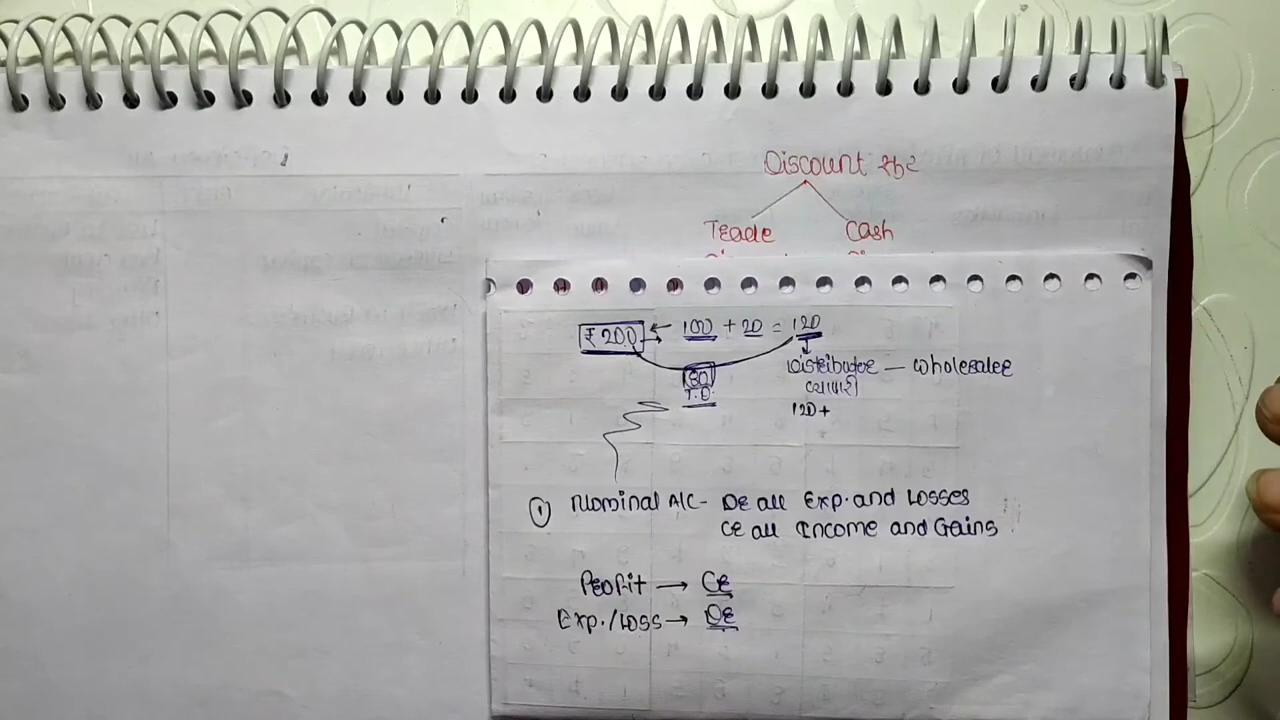 Discount છૂટ
Trade Cash
₹ 200 100 + 20 = 120
80
T.D.
Distributor — Wholesaler
વ્યાપારી
120+
① Nominal A/C - Dr all Exp. and Losses
Cr all Income and Gains
Profit → Cr
Exp./Loss → Dr